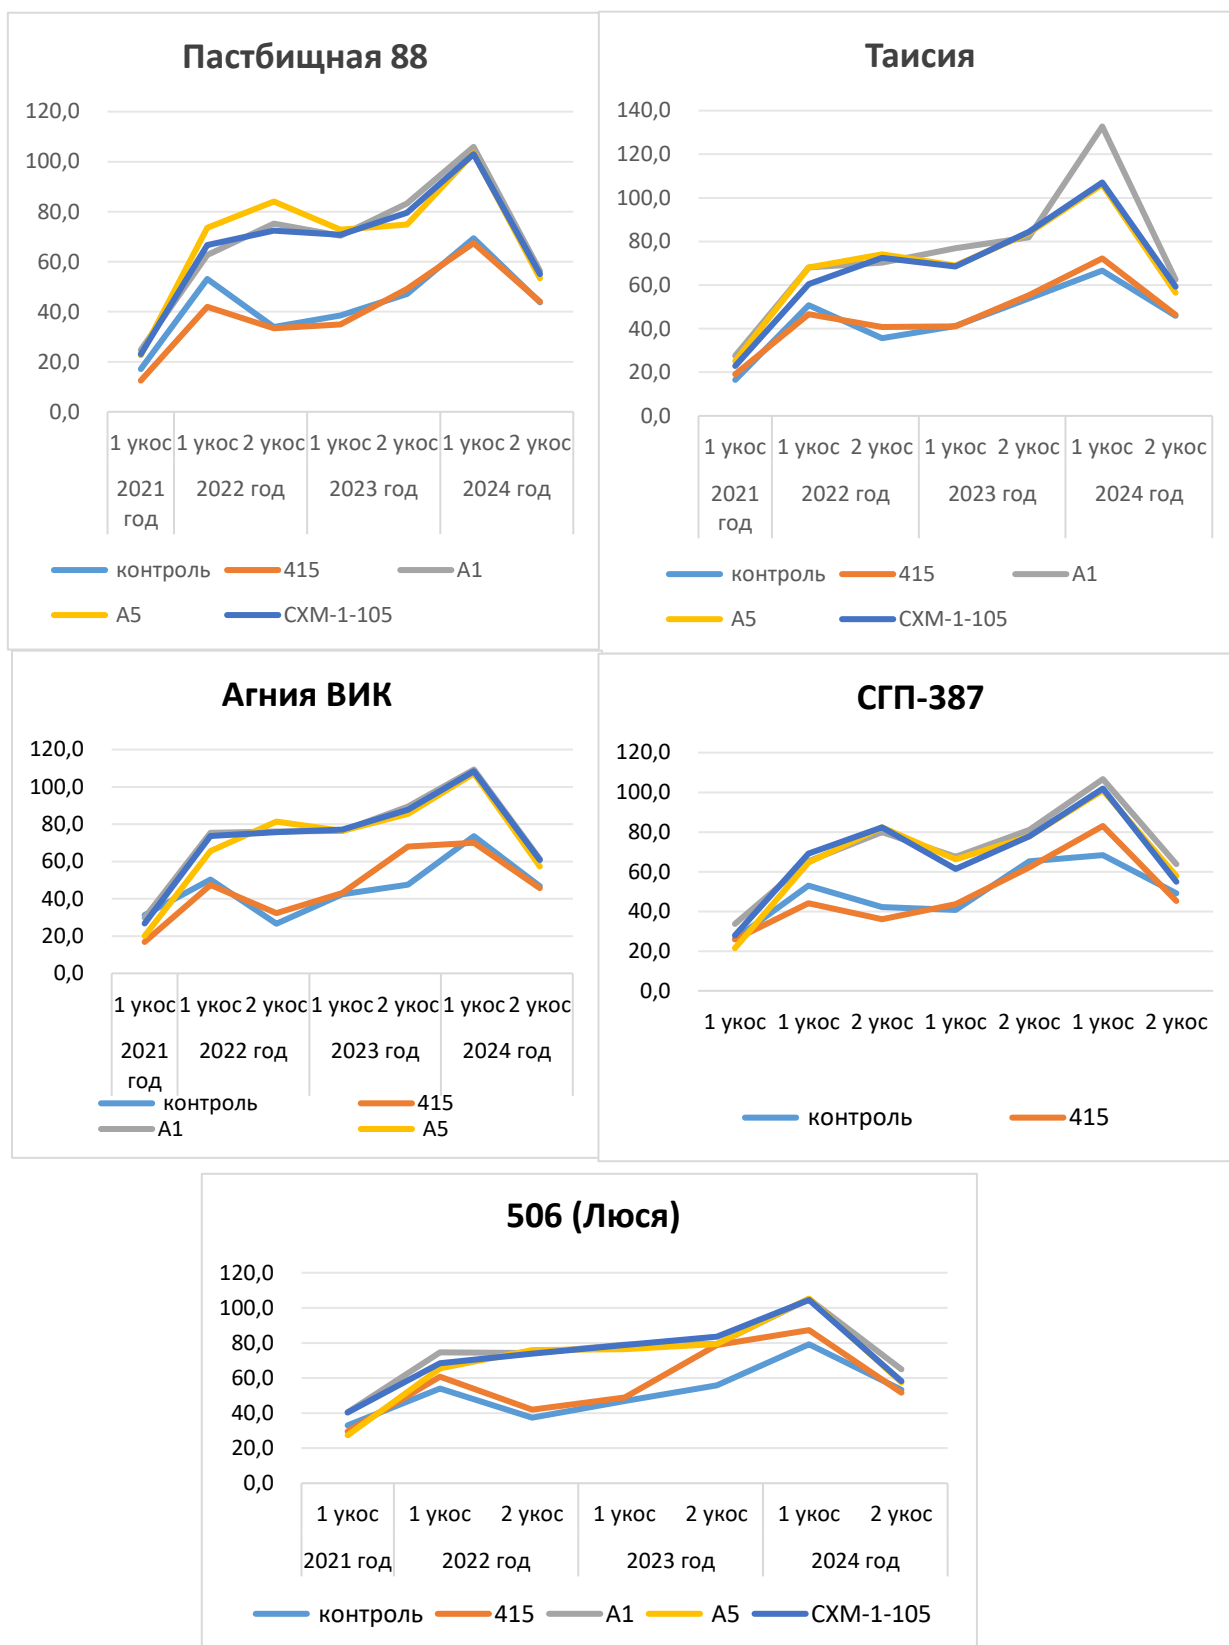 Пастбищная 88
120,0
100,0
80,0
60,0
40,0
20,0
0,0
1 укос 1 укос 2 укос 1 укос 2 укос 1 укос 2 укос
2021 год 2022 год 2023 год 2024 год
контроль 415 А1
А5 СХМ-1-105
Таисия
140,0
120,0
100,0
80,0
60,0
40,0
20,0
0,0
1 укос 1 укос 2 укос 1 укос 2 укос 1 укос 2 укос
2021 год 2022 год 2023 год 2024 год
контроль 415 А1
А5 СХМ-1-105
Агния ВИК
120,0
100,0
80,0
60,0
40,0
20,0
0,0
1 укос 1 укос 2 укос 1 укос 2 укос 1 укос 2 укос
2021 год 2022 год 2023 год 2024 год
контроль 415
А1 А5
СГП-387
120,0
100,0
80,0
60,0
40,0
20,0
0,0
1 укос 1 укос 2 укос 1 укос 2 укос 1 укос 2 укос
контроль 415
506 (Люся)
120,0
100,0
80,0
60,0
40,0
20,0
0,0
1 укос 1 укос 2 укос 1 укос 2 укос 1 укос 2 укос
2021 год 2022 год 2023 год 2024 год
контроль 415 А1 А5 СХМ-1-105